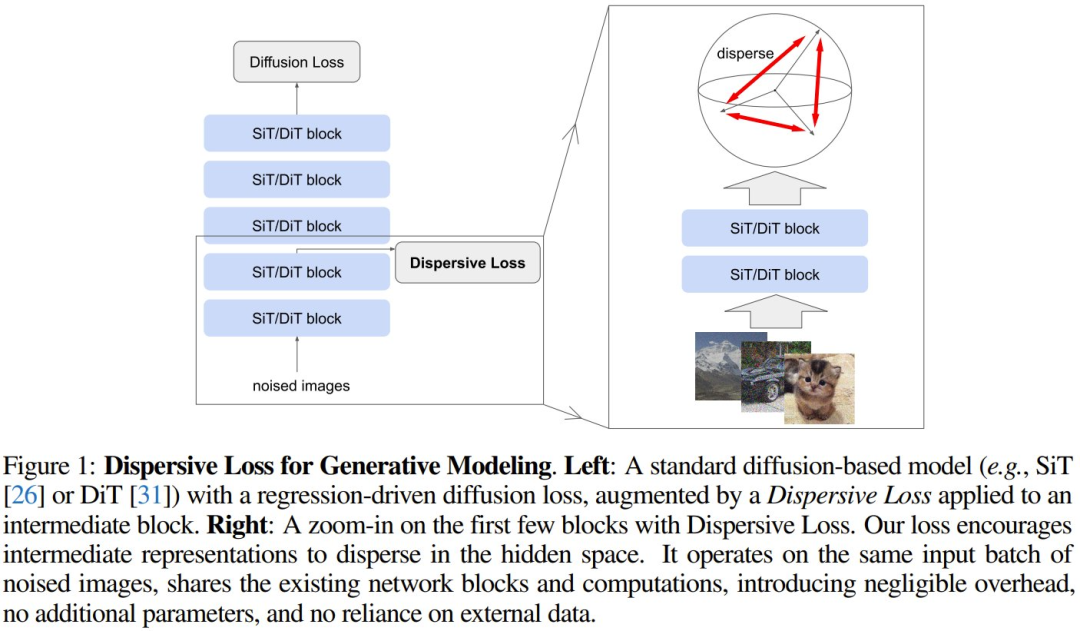 Diffusion Loss
SiT/DiT block
SiT/DiT block
SiT/DiT block
SiT/DiT block
Dispersive Loss
SiT/DiT block
noised images
disperse
SiT/DiT block
SiT/DiT block
Figure 1: Dispersive Loss for Generative Modeling. Left: A standard diffusion-based model (e.g., SiT
[26] or DiT [31]) with a regression-driven diffusion loss, augmented by a Dispersive Loss applied to an
intermediate block. Right: A zoom-in on the first few blocks with Dispersive Loss. Our loss encourages
intermediate representations to disperse in the hidden space. It operates on the same input batch of
noised images, shares the existing network blocks and computations, introducing negligible overhead,
no additional parameters, and no reliance on external data.